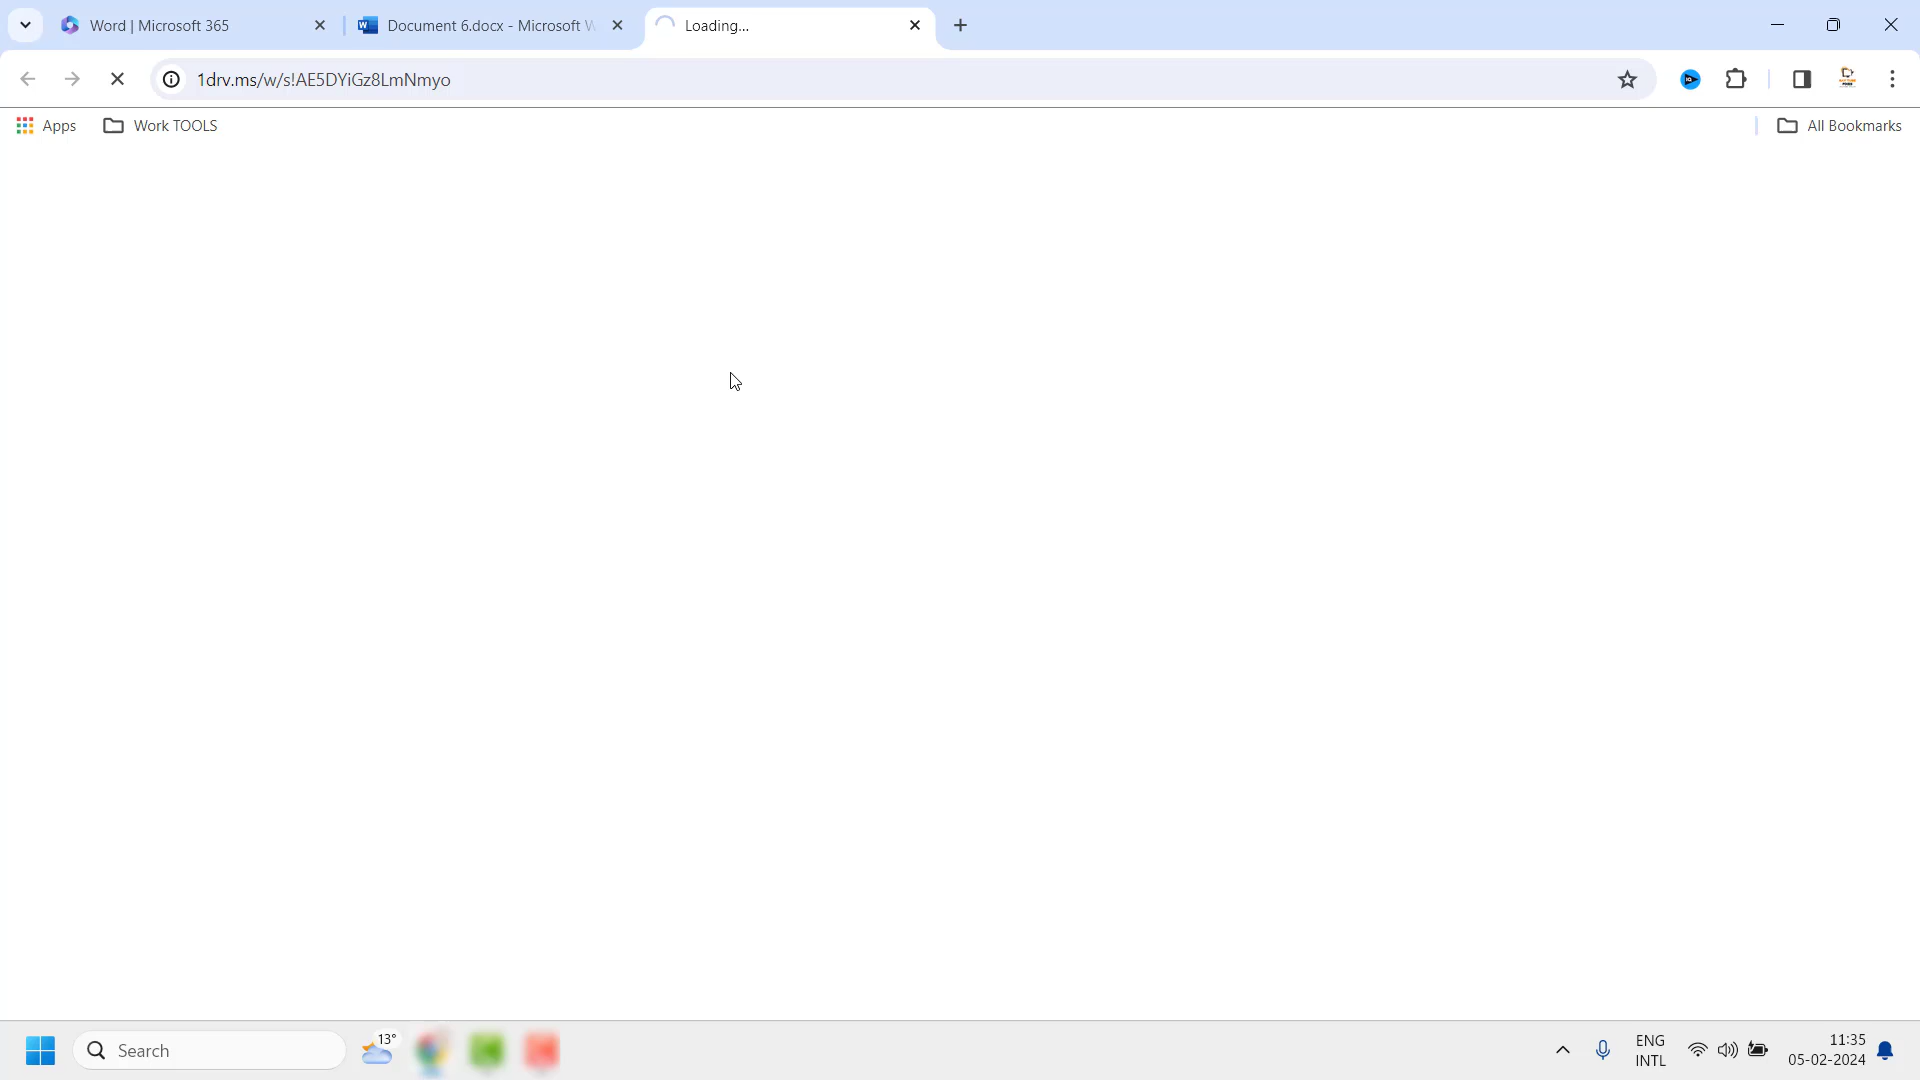 Word | Microsoft 365
Document 6.docx - Microsoft W
Loading...
1drv.ms/w/s!AE5DYiGz8LmNmyo
Apps
Work TOOLS
All Bookmarks
Search
13°
ENG
INTL
11:35
05-02-2024